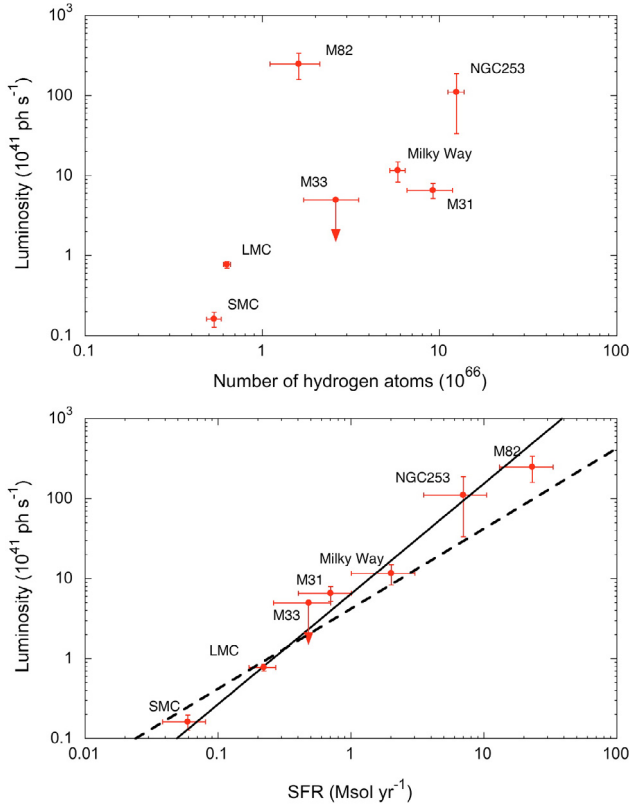 10³
M82
NGC253
100
Milky Way
10
M33
M31
1
LMC
SMC
0.1
0.1 1 10 100
Luminosity (10⁴¹ ph s⁻¹)
Number of hydrogen atoms (10⁶⁶)
10³
M82
NGC253
100
Milky Way
10
M31
M33
LMC
1
SMC
0.1
0.01 0.1 1 10 100
Luminosity (10⁴¹ ph s⁻¹)
SFR (Msol yr⁻¹)